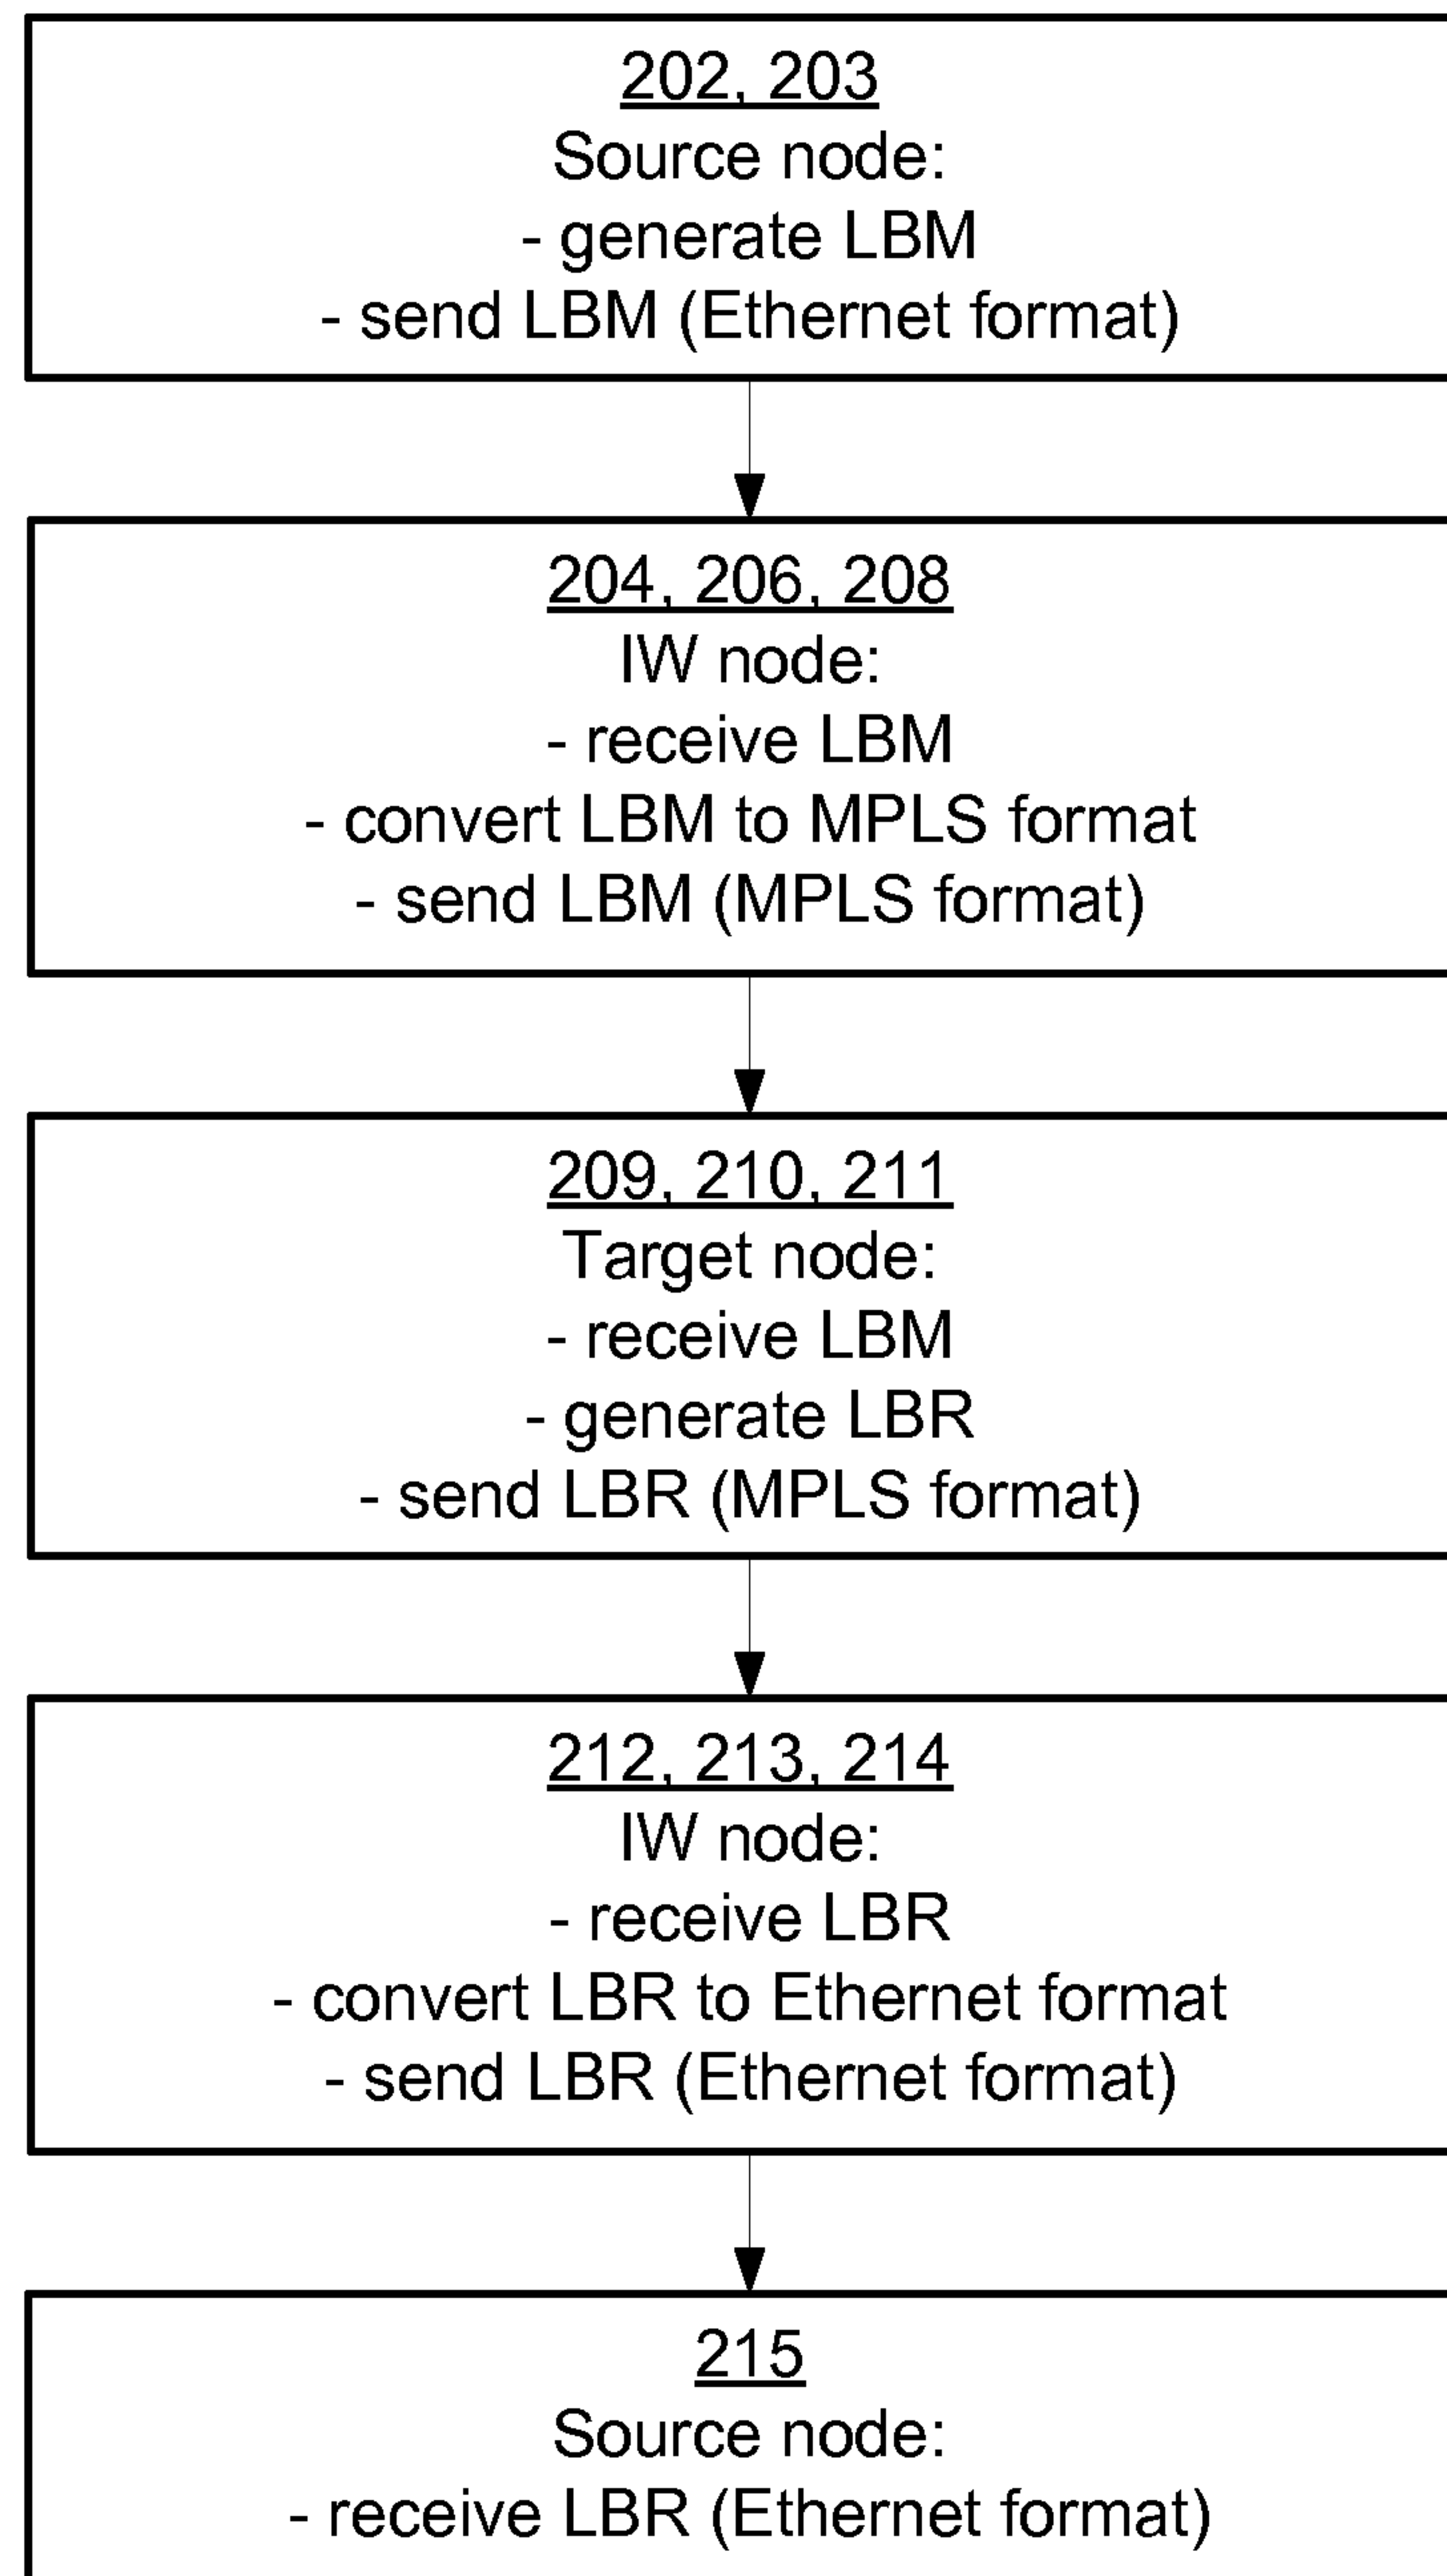 202, 203
Source node:
- generate LBM
- send LBM (Ethernet format)
204, 206, 208
IW node:
- receive LBM
- convert LBM to MPLS format
- send LBM (MPLS format)
209, 210, 211
Target node:
- receive LBM
- generate LBR
- send LBR (MPLS format)
212, 213, 214
IW node:
- receive LBR
- convert LBR to Ethernet format
- send LBR (Ethernet format)
215
Source node:
- receive LBR (Ethernet format)